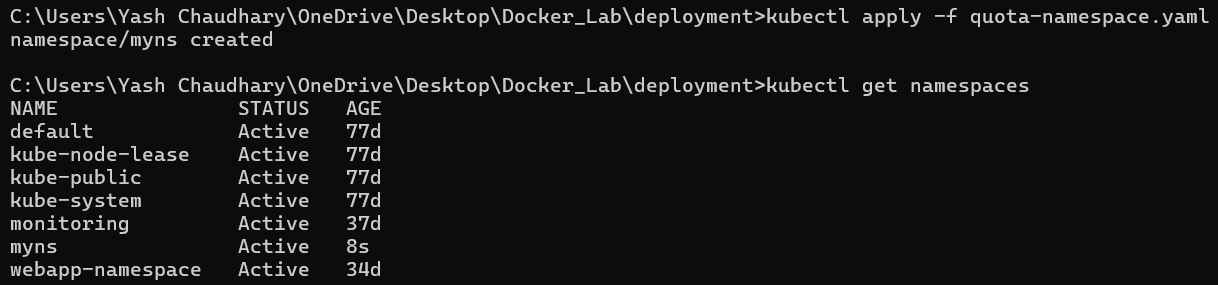 C:\Users\Yash Chaudhary\OneDrive\Desktop\Docker_Lab\deployment>kubectl apply -f quota-namespace.yaml
namespace/myns created
C:\Users\Yash Chaudhary\OneDrive\Desktop\Docker_Lab\deployment>kubectl get namespaces
NAME STATUS AGE
default Active 77d
kube-node-lease Active 77d
kube-public Active 77d
kube-system Active 77d
monitoring Active 37d
myns Active 8s
webapp-namespace Active 34d